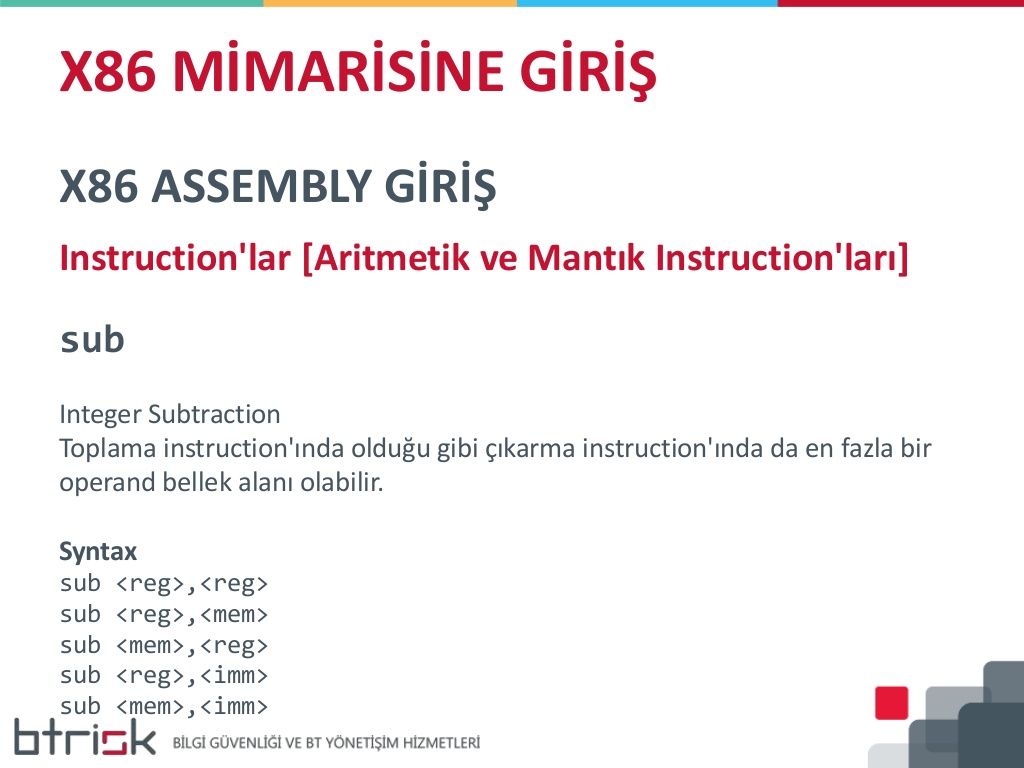 X86 MİMARİSİNE GİRİŞ
X86 ASSEMBLY GİRİŞ
Instruction'lar [Aritmetik ve Mantık Instruction'ları]
sub
Integer Subtraction
Toplama instruction'ında olduğu gibi çıkarma instruction'ında da en fazla bir
operand bellek alanı olabilir.
Syntax
sub <reg>,<reg>
sub <reg>,<mem>
sub <mem>,<reg>
sub <reg>,<imm>
sub <mem>,<imm>
btrisk BİLGİ GÜVENLİĞİ VE BT YÖNETİŞİM HİZMETLERİ